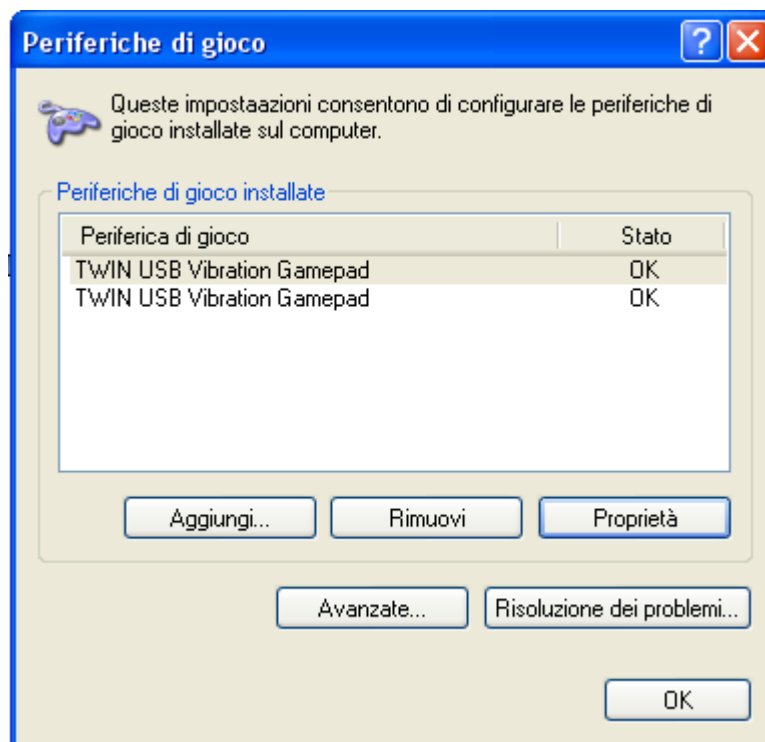 Periferiche di gioco
Queste impostaazioni consentono di configurare le periferiche di
gioco installate sul computer.
Periferiche di gioco installate
Periferica di gioco Stato
TWIN USB Vibration Gamepad OK
TWIN USB Vibration Gamepad OK
Aggiungi... Rimuovi Proprietà
Avanzate... Risoluzione dei problemi...
OK